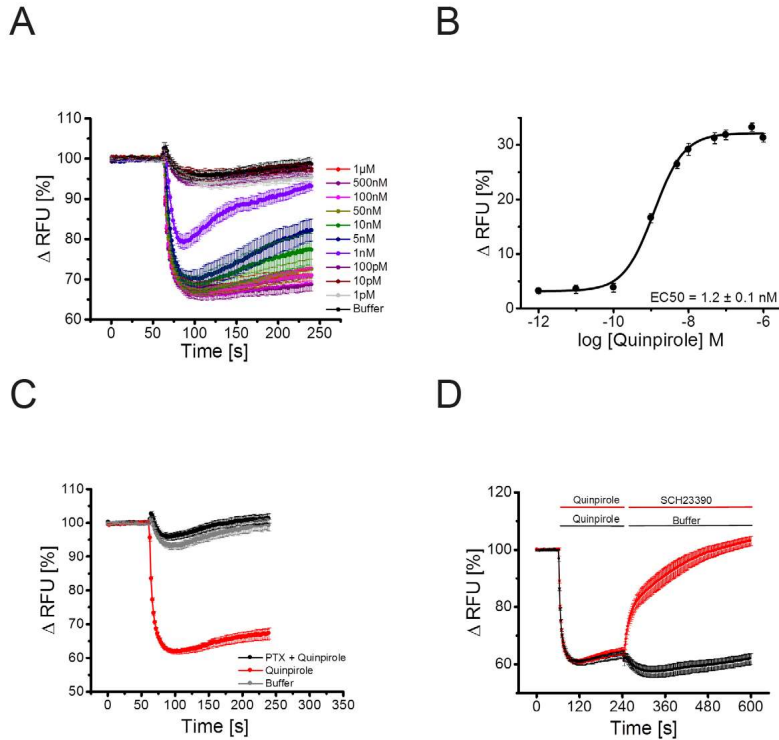 A
Δ RFU [%]
110
100
90
80
70
60
0 50 100 150 200 250
Time [s]
1µM
500nM
100nM
50nM
10nM
5nM
1nM
100pM
10pM
1pM
Buffer
B
Δ RFU [%]
30
20
10
0
-12 -10 -8 -6
log [Quinpirole] M
EC50 = 1.2 ± 0.1 nM
C
Δ RFU [%]
110
100
90
80
70
60
50
0 50 100 150 200 250 300 350
Time [s]
PTX + Quinpirole
Quinpirole
Buffer
D
Δ RFU [%]
120
100
80
60
0 120 240 360 480 600
Time [s]
Quinpirole SCH23390
Quinpirole Buffer